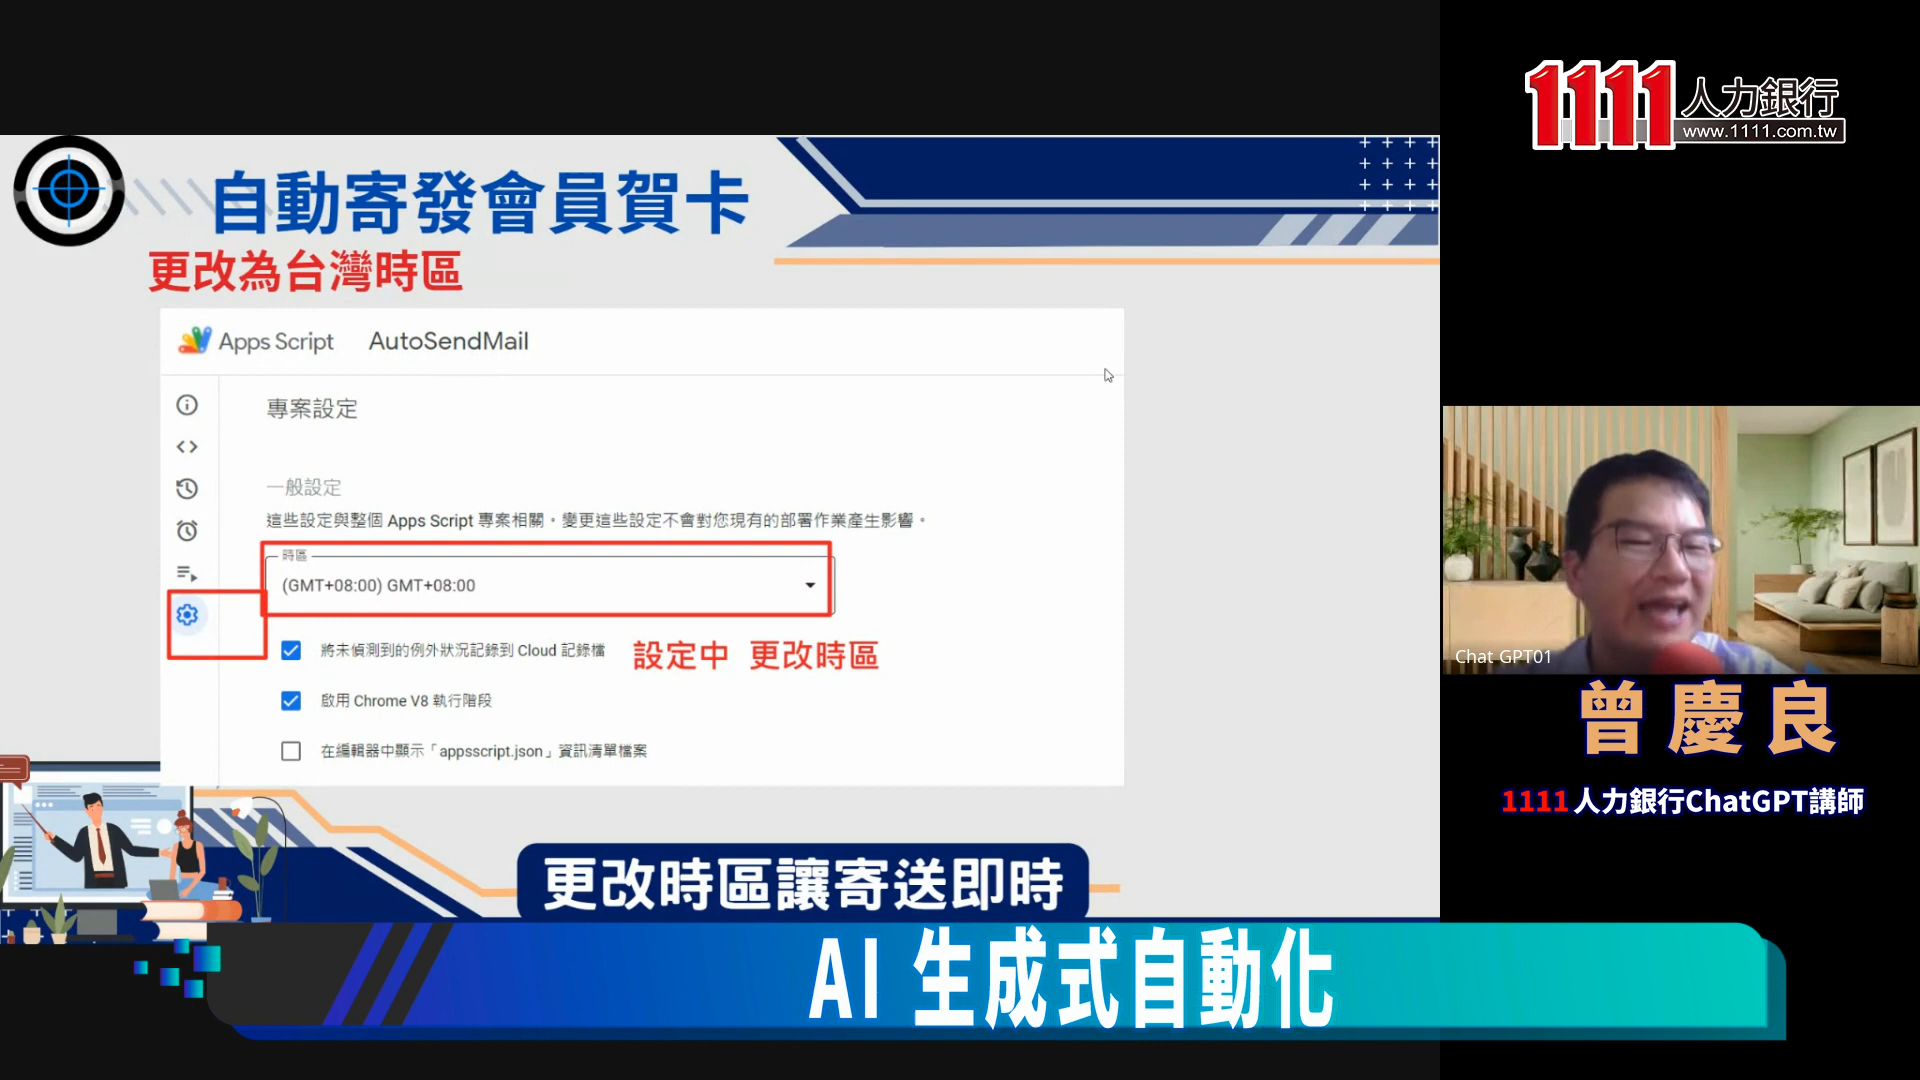 自動寄發會員賀卡
更改為台灣時區
Apps Script AutoSendMail
專案設定
一般設定
這些設定與整個 Apps Script 專案相關。變更這些設定不會對您現有的部署作業產生影響。
時區
(GMT+08:00) GMT+08:00
將未偵測到的例外狀況記錄到 Cloud 記錄檔
設定中 更改時區
啟用 Chrome V8 執行階段
在編輯器中顯示「appsscript.json」資訊清單檔案
更改時區讓寄送即時
AI 生成式自動化
1111人力銀行
www.1111.com.tw
Chat GPT01
曾慶良
1111人力銀行ChatGPT講師